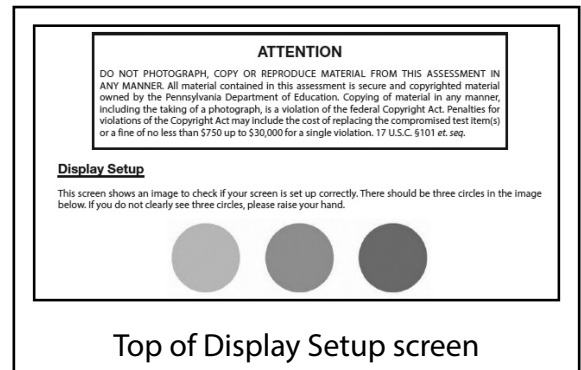 ATTENTION
DO NOT PHOTOGRAPH, COPY OR REPRODUCE MATERIAL FROM THIS ASSESSMENT IN
ANY MANNER. All material contained in this assessment is secure and copyrighted material
owned by the Pennsylvania Department of Education. Copying of material in any manner,
including the taking of a photograph, is a violation of the federal Copyright Act. Penalties for
violations of the Copyright Act may include the cost of replacing the compromised test item(s)
or a fine of no less than $750 up to $30,000 for a single violation. 17 U.S.C. §101 et. seq.
Display Setup
This screen shows an image to check if your screen is set up correctly. There should be three circles in the image
below. If you do not clearly see three circles, please raise your hand.
Top of Display Setup screen